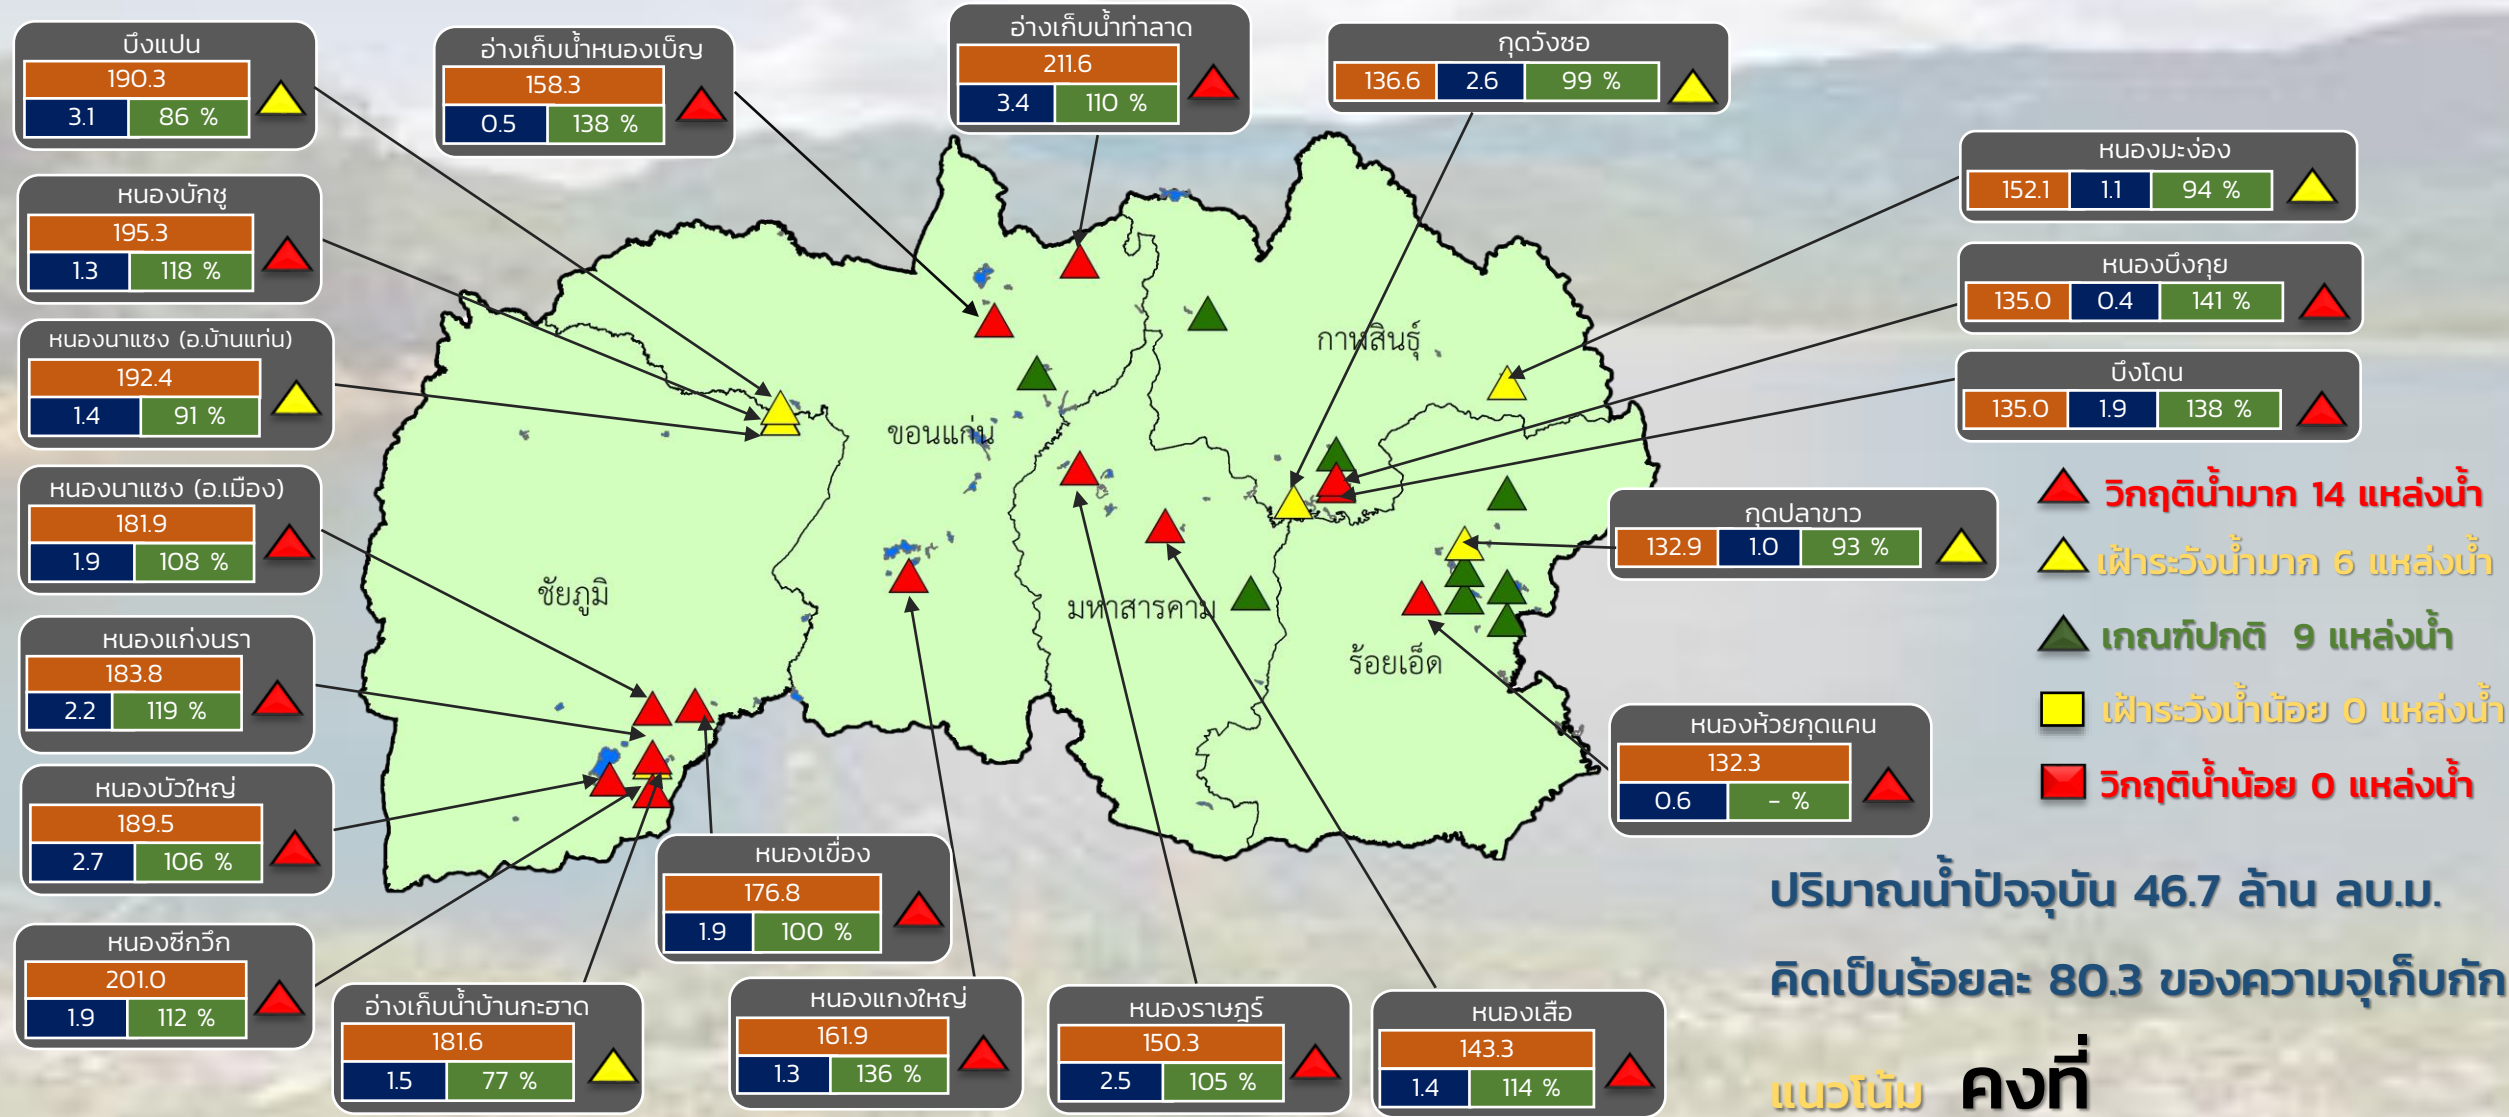 บึงแปน
190.3
3.1 86 %
อ่างเก็บน้ำหนองเบ็ญ
158.3
0.5 138 %
อ่างเก็บน้ำท่าลาด
211.6
3.4 110 %
กุดวังซอ
136.6 2.6 99 %
หนองมะง่อง
152.1 1.1 94 %
หนองบึงกุย
135.0 0.4 141 %
บึงโดน
135.0 1.9 138 %
หนองบักชู
195.3
1.3 118 %
หนองนาแซง (อ.บ้านแท่น)
192.4
1.4 91 %
หนองนาแซง (อ.เมือง)
181.9
1.9 108 %
หนองแก่งนรา
183.8
2.2 119 %
หนองบัวใหญ่
189.5
2.7 106 %
หนองซีกวึก
201.0
1.9 112 %
อ่างเก็บน้ำบ้านกะฮาด
181.6
1.5 77 %
หนองเขื่อง
176.8
1.9 100 %
หนองแกงใหญ่
161.9
1.3 136 %
หนองราษฎร์
150.3
2.5 105 %
หนองเสือ
143.3
1.4 114 %
กุดปลาขาว
132.9 1.0 93 %
หนองห้วยกุดแคน
132.3
0.6 - %
กาฬสินธุ์
ขอนแก่น
ชัยภูมิ
มหาสารคาม
ร้อยเอ็ด
วิกฤติน้ำมาก 14 แหล่งน้ำ
เฝ้าระวังน้ำมาก 6 แหล่งน้ำ
เกณฑ์ปกติ 9 แหล่งน้ำ
เฝ้าระวังน้ำน้อย 0 แหล่งน้ำ
วิกฤติน้ำน้อย 0 แหล่งน้ำ
ปริมาณน้ำปัจจุบัน 46.7 ล้าน ลบ.ม.
คิดเป็นร้อยละ 80.3 ของความจุเก็บกัก
แนวโน้ม คงที่